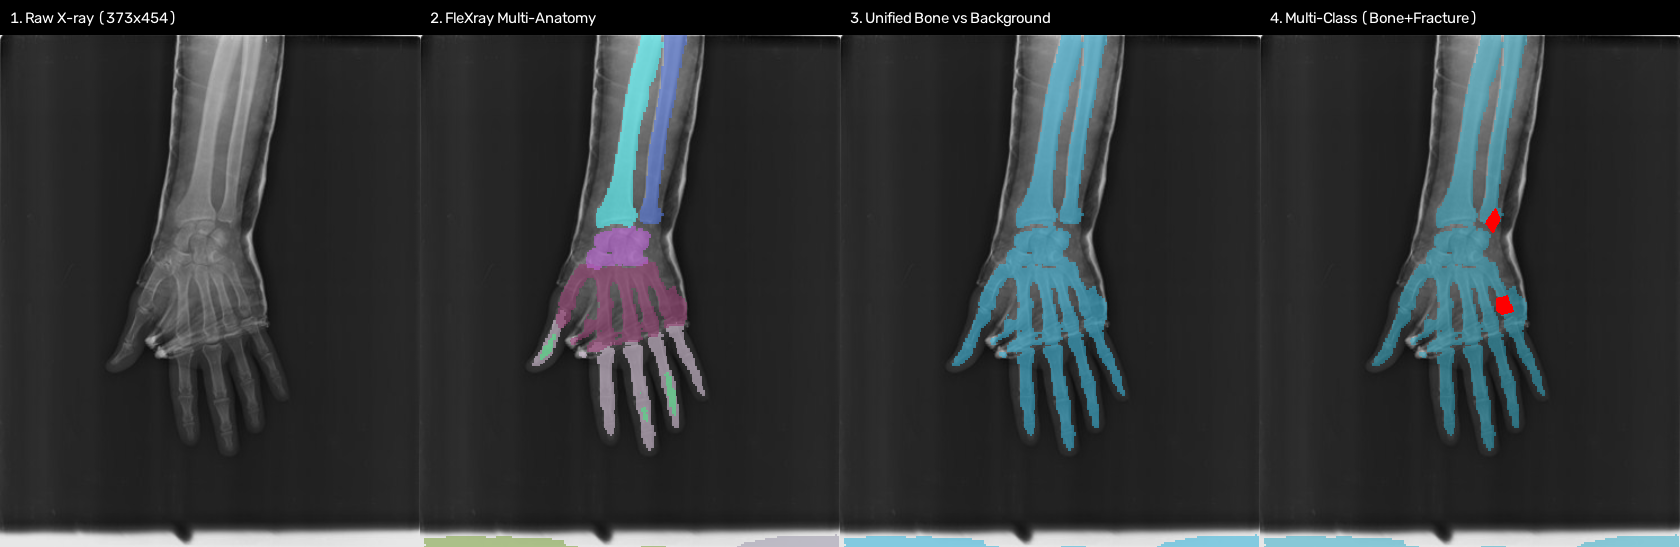 1. Raw X-ray (373x454)
2. FleXray Multi-Anatomy
3. Unified Bone vs Background
4. Multi-Class (Bone+Fracture)